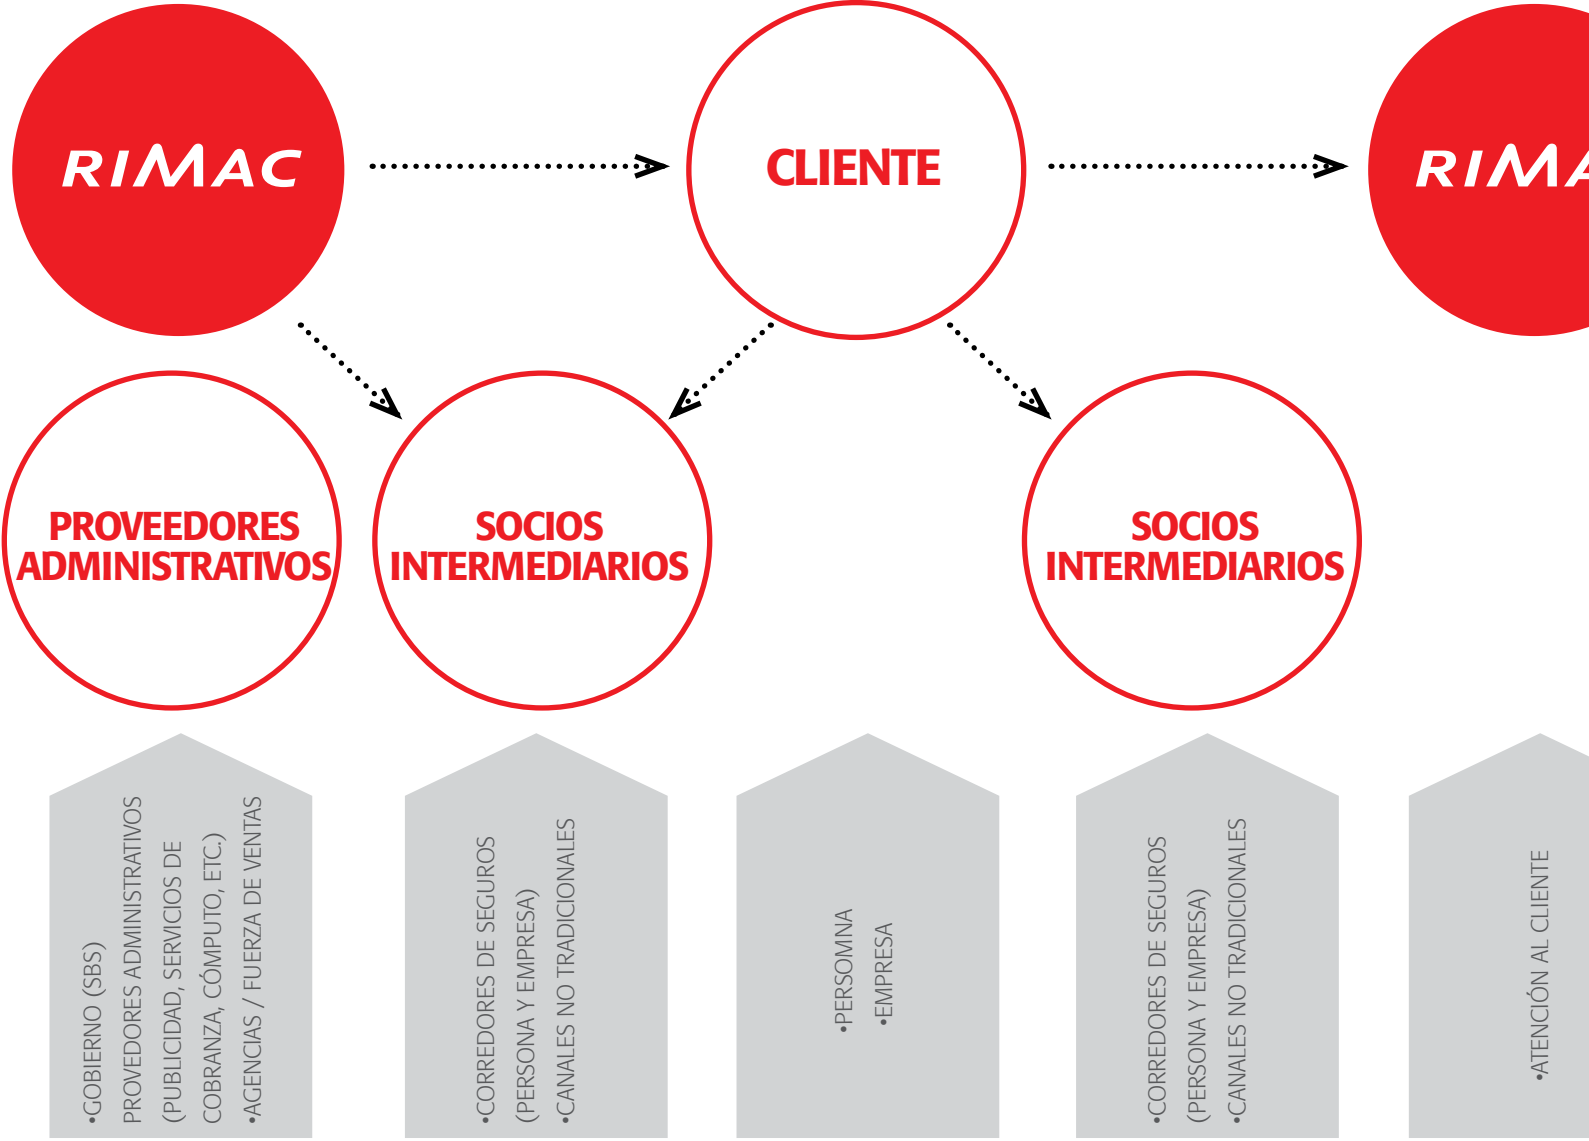 RIMAC
CLIENTE
RIMA
PROVEEDORES
ADMINISTRATIVOS
SOCIOS
INTERMEDIARIOS
SOCIOS
INTERMEDIARIOS
•GOBIERNO (SBS)
PROVEDORES ADMINISTRATIVOS
(PUBLICIDAD, SERVICIOS DE
COBRANZA, CÓMPUTO, ETC.)
•AGENCIAS / FUERZA DE VENTAS
•CORREDORES DE SEGUROS
(PERSONA Y EMPRESA)
•CANALES NO TRADICIONALES
•PERSOMNA
•EMPRESA
•CORREDORES DE SEGUROS
(PERSONA Y EMPRESA)
•CANALES NO TRADICIONALES
•ATENCIÓN AL CLIENTE